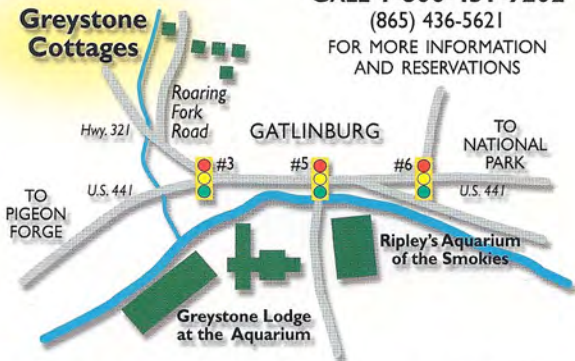 Greystone
Cottages
(865) 436-5621
FOR MORE INFORMATION
AND RESERVATIONS
Roaring
Fork
Road
Hwy. 321
GATLINBURG
TO
NATIONAL
PARK
#3
#5
#6
U.S. 441
U.S. 441
TO
PIGEON
FORGE
Ripley's Aquarium
of the Smokies
Greystone Lodge
at the Aquarium